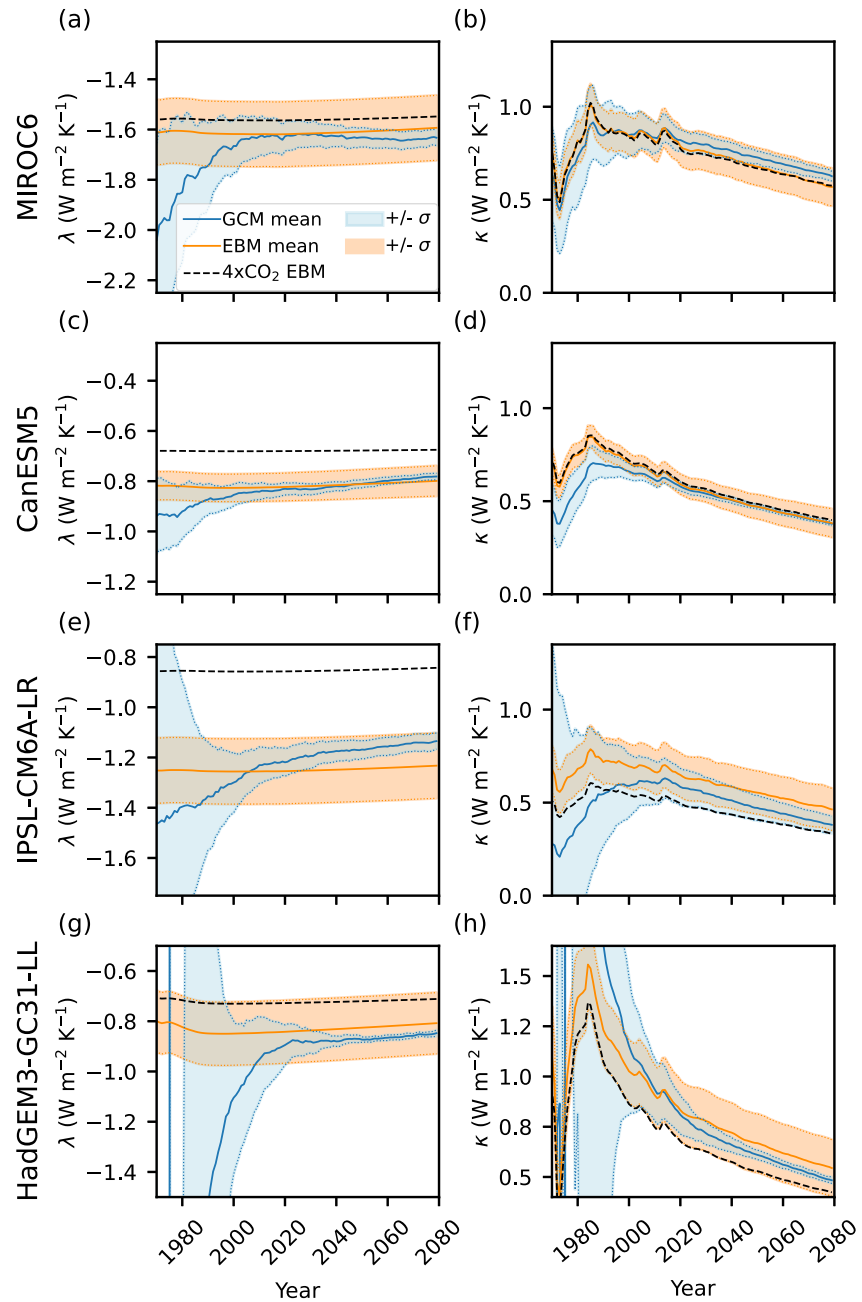 (a)
(b)
MIROC6
λ (W m⁻² K⁻¹)
−1.4
−1.6
−1.8
−2.0
−2.2
GCM mean
+/- σ
EBM mean
+/- σ
4xCO₂ EBM
κ (W m⁻² K⁻¹)
1.0
0.5
0.0
(c)
(d)
CanESM5
λ (W m⁻² K⁻¹)
−0.4
−0.6
−0.8
−1.0
−1.2
κ (W m⁻² K⁻¹)
1.0
0.5
0.0
(e)
(f)
IPSL-CM6A-LR
λ (W m⁻² K⁻¹)
−0.8
−1.0
−1.2
−1.4
−1.6
κ (W m⁻² K⁻¹)
1.0
0.5
0.0
(g)
(h)
HadGEM3-GC31-LL
λ (W m⁻² K⁻¹)
−0.6
−0.8
−1.0
−1.2
−1.4
κ (W m⁻² K⁻¹)
1.5
1.2
1.0
0.8
0.5
1980 2000 2020 2040 2060 2080
Year
1980 2000 2020 2040 2060 2080
Year